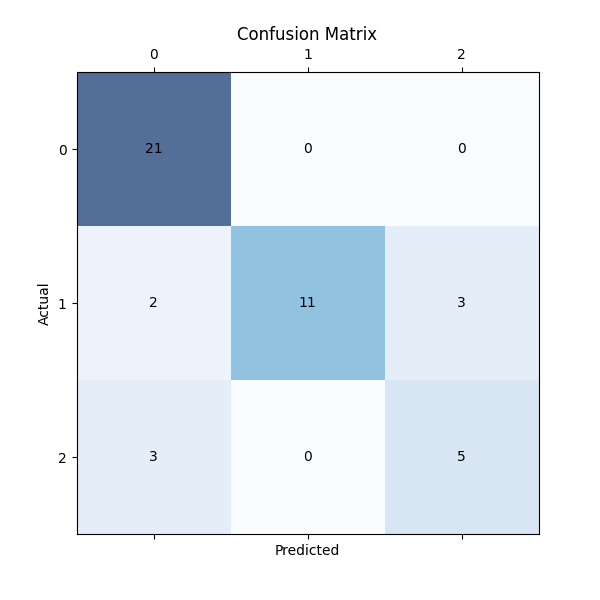 Confusion Matrix
0 1 2
0 21 0 0
Actual
1 2 11 3
2 3 0 5
Predicted